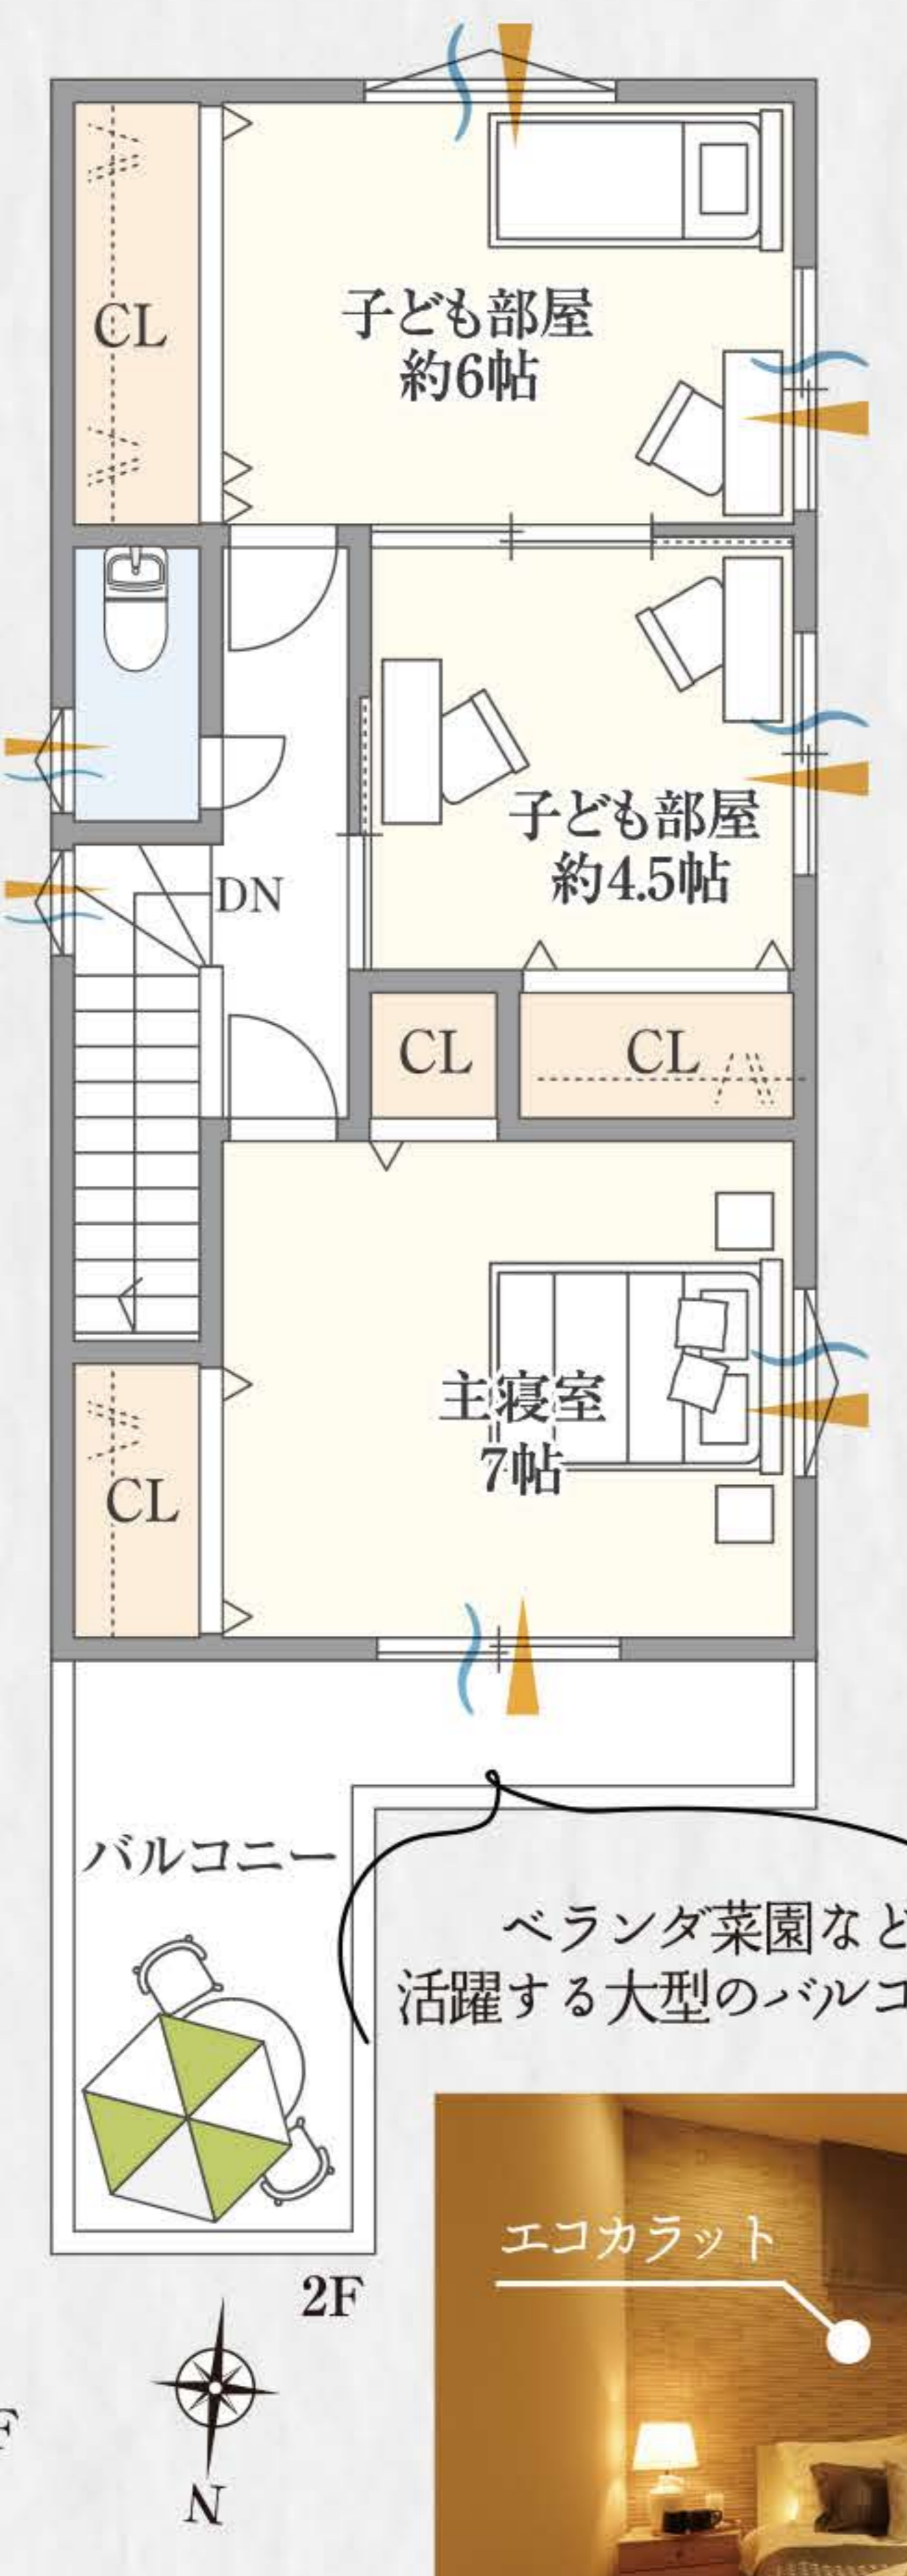 CL
子ども部屋
約6帖
DN
子ども部屋
約4.5帖
CL
CL
主寝室
7帖
CL
バルコニー
ベランダ菜園など
活躍する大型のバルコ
エコカラット
2F
F
N